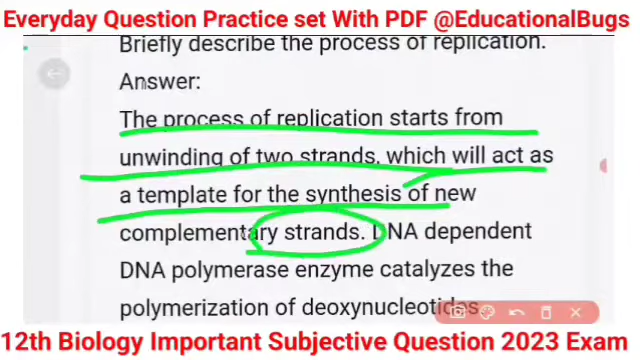 Everyday Question Practice set With PDF @EducationalBugs
Briefly describe the process of replication.
Answer:
The process of replication starts from
unwinding of two strands, which will act as
a template for the synthesis of new
complementary strands. DNA dependent
DNA polymerase enzyme catalyzes the
polymerization of deoxynucleotides
12th Biology Important Subjective Question 2023 Exam